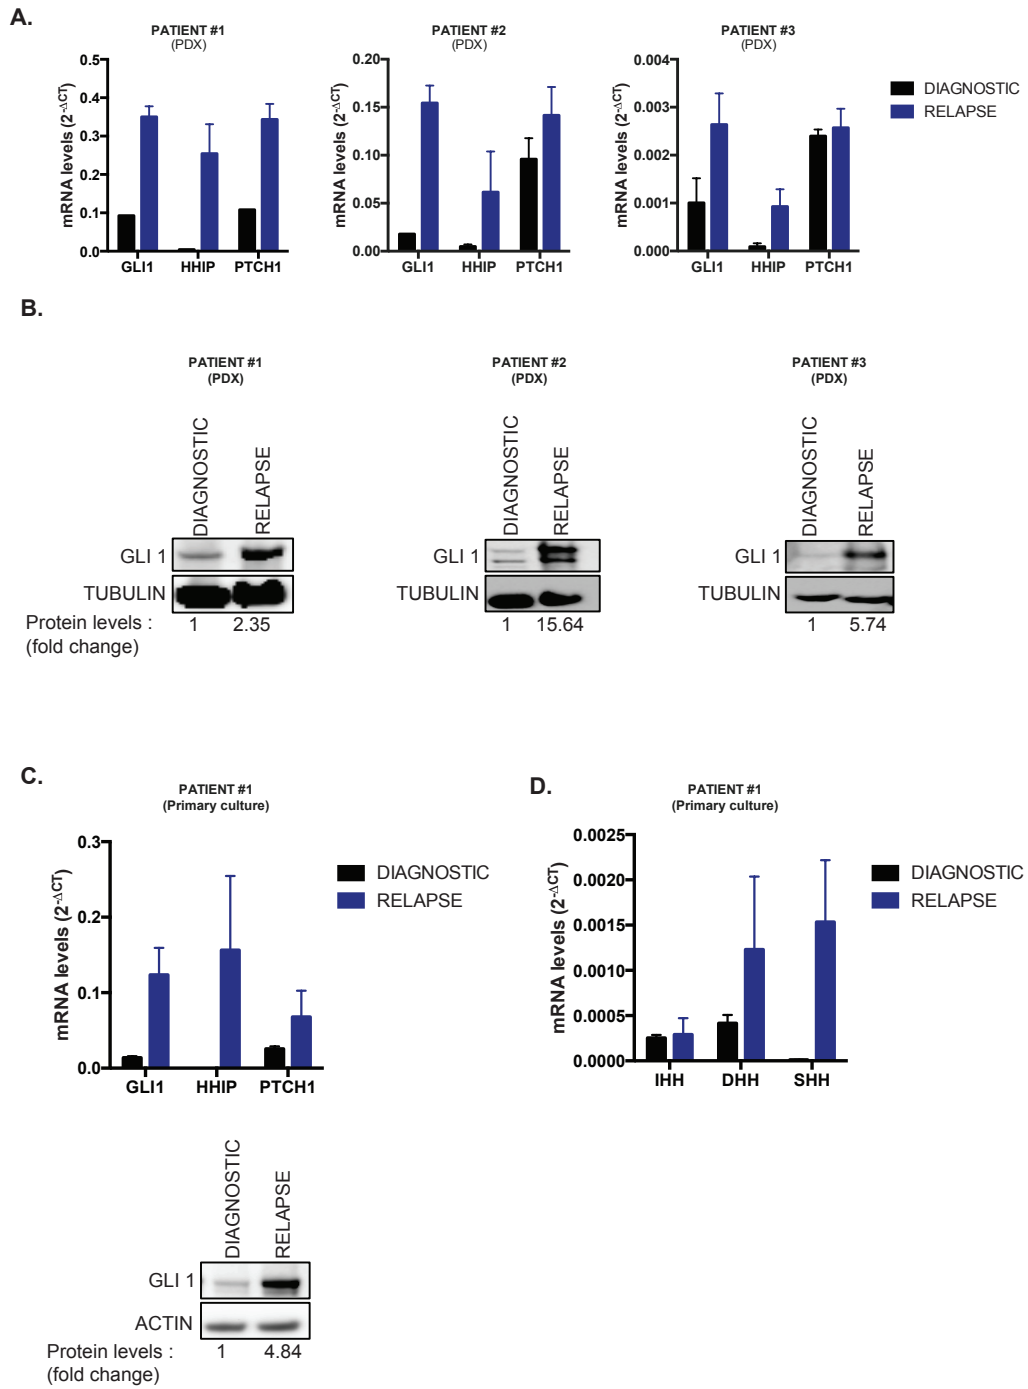 A.
PATIENT #1
(PDX)
mRNA levels (2-ΔCT)
0.5
0.4
0.3
0.2
0.1
0.0
GLI1 HHIP PTCH1
PATIENT #2
(PDX)
mRNA levels (2-ΔCT)
0.20
0.15
0.10
0.05
0.00
GLI1 HHIP PTCH1
PATIENT #3
(PDX)
mRNA levels (2-ΔCT)
0.004
0.003
0.002
0.001
0.000
GLI1 HHIP PTCH1
DIAGNOSTIC
RELAPSE
B.
PATIENT #1
(PDX)
DIAGNOSTIC
RELAPSE
GLI 1
TUBULIN
Protein levels : 1 2.35
(fold change)
PATIENT #2
(PDX)
DIAGNOSTIC
RELAPSE
GLI 1
TUBULIN
1 15.64
PATIENT #3
(PDX)
DIAGNOSTIC
RELAPSE
GLI 1
TUBULIN
1 5.74
C.
PATIENT #1
(Primary culture)
mRNA levels (2-ΔCT)
0.3
0.2
0.1
0.0
GLI1 HHIP PTCH1
DIAGNOSTIC
RELAPSE
DIAGNOSTIC
RELAPSE
GLI 1
ACTIN
Protein levels : 1 4.84
(fold change)
D.
PATIENT #1
(Primary culture)
mRNA levels (2-ΔCT)
0.0025
0.0020
0.0015
0.0010
0.0005
0.0000
IHH DHH SHH
DIAGNOSTIC
RELAPSE